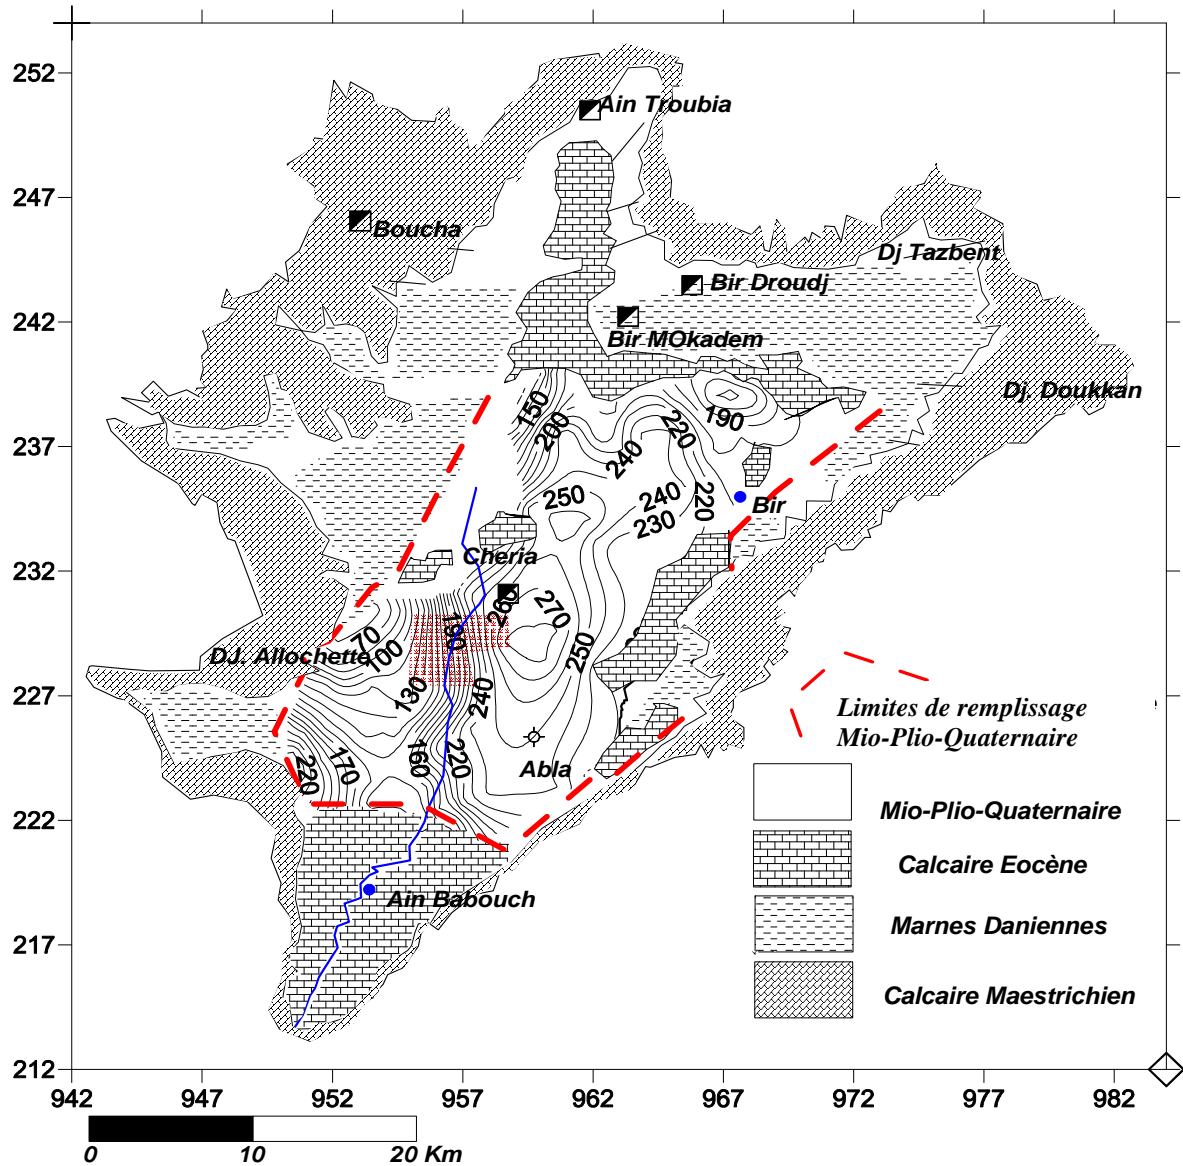 252
247
242
237
232
227
222
217
212
942
947
952
957
962
967
972
977
982
Ain Troubia
Boucha
Dj Tazbent
Bir Droudj
Bir MOkadem
Dj. Doukkan
150
200
190
220
240
250
240
220
230
Bir
Cheria
260
270
190
70
100
DJ. Allochette
250
130
240
220
170
160
220
Abla
Ain Babouch
Limites de remplissage
Mio-Plio-Quaternaire
Mio-Plio-Quaternaire
Calcaire Eocène
Marnes Daniennes
Calcaire Maestrichien
0
10
20 Km